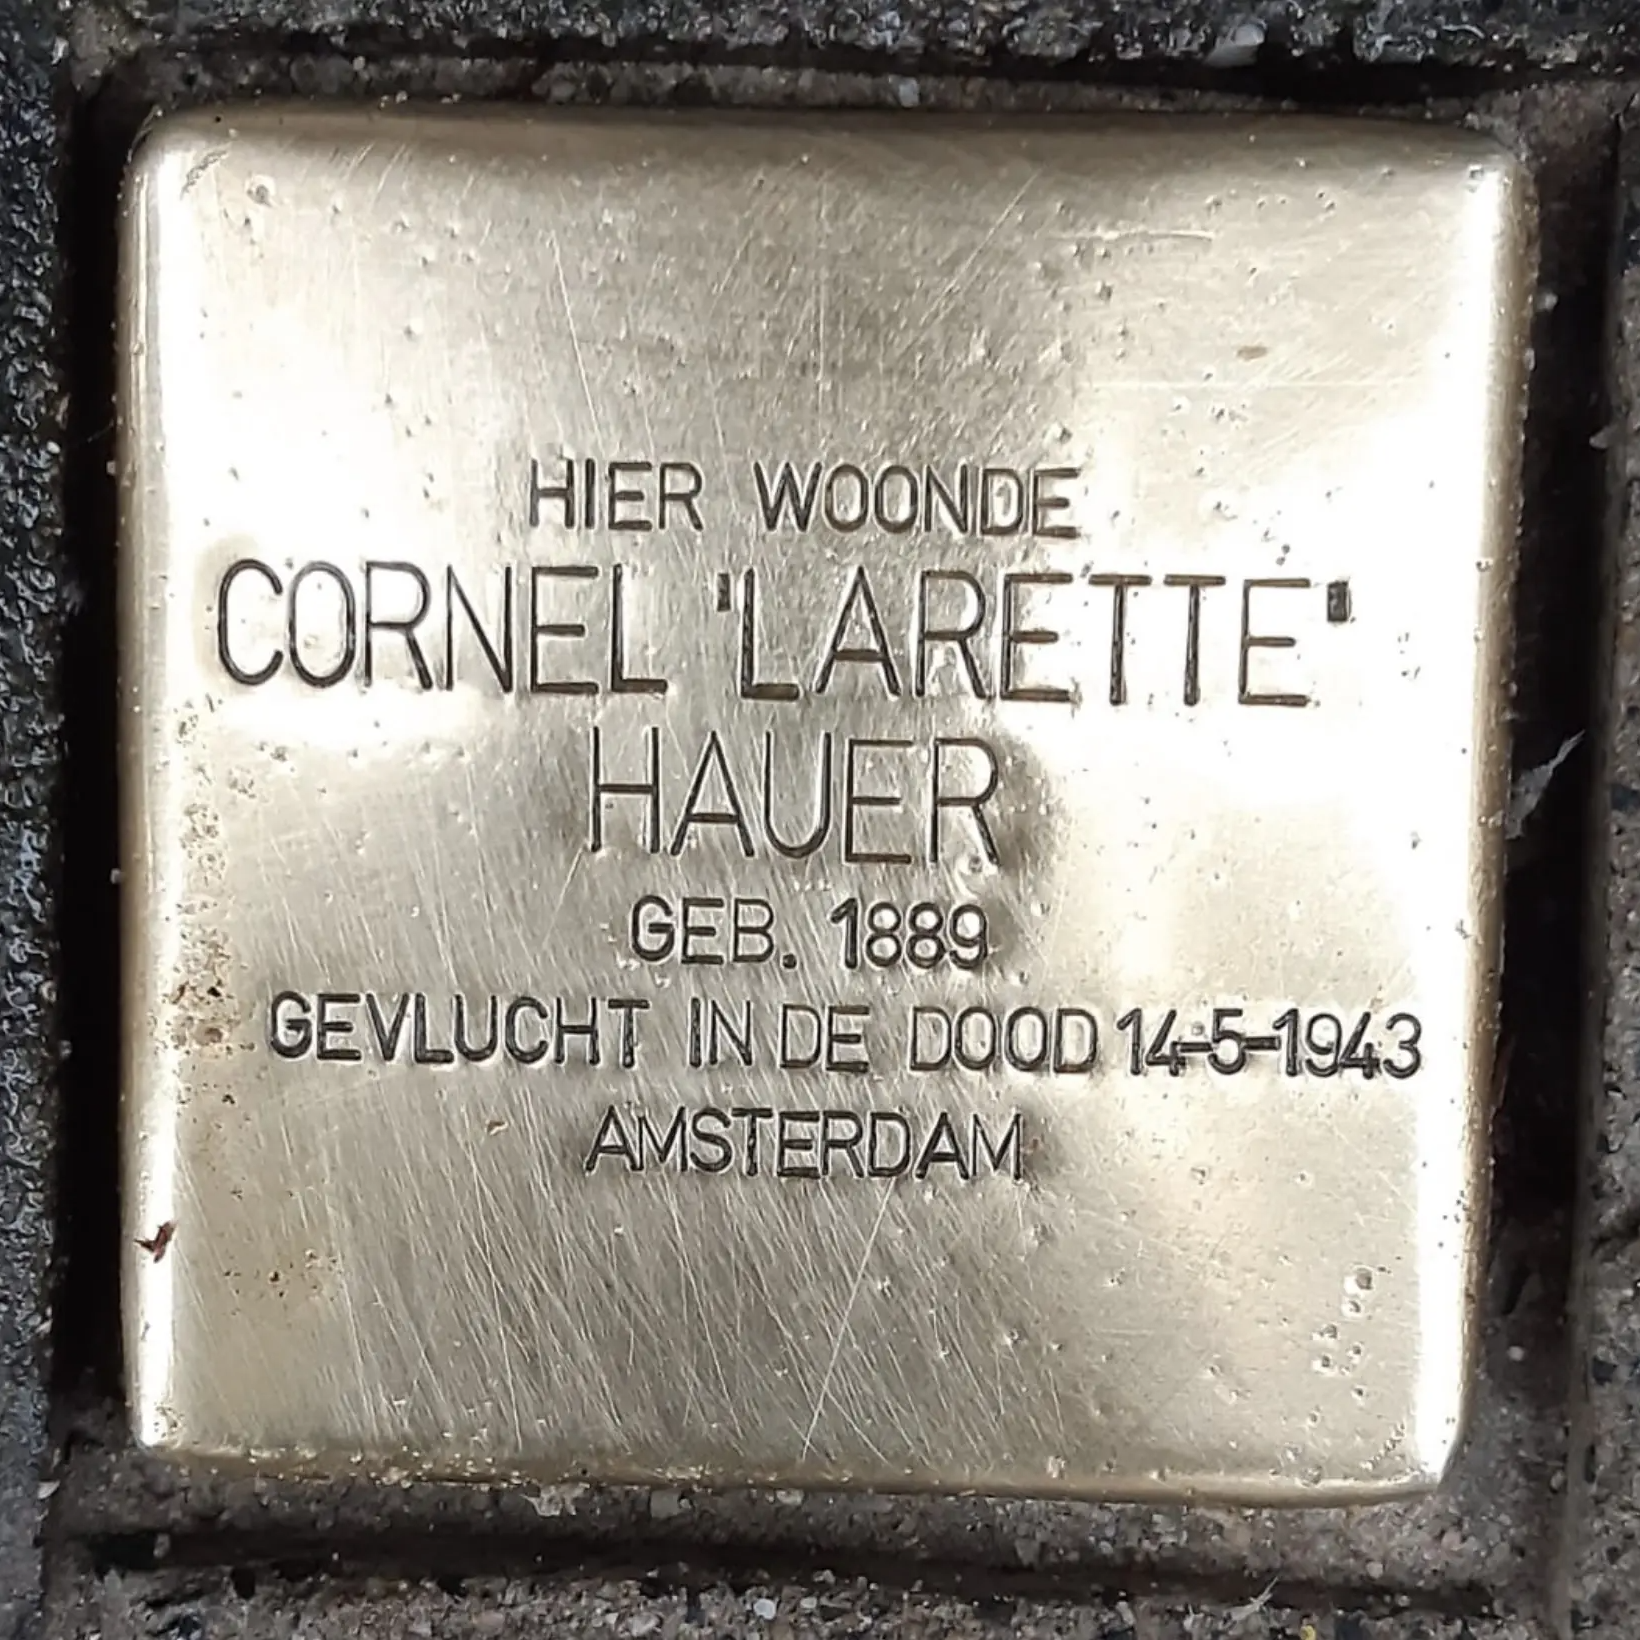 HIER WOONDE
CORNEL 'LARETTE'
HAUER
GEB. 1889
GEVLUCHT IN DE DOOD 14-5-1943
AMSTERDAM